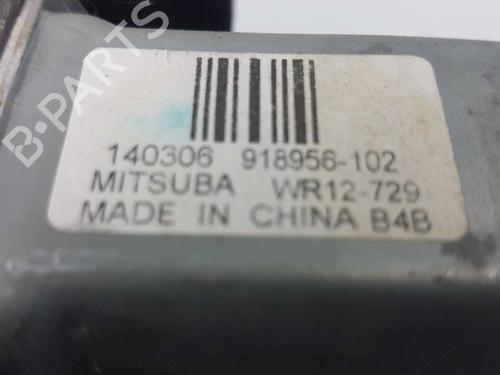 B-PARTS
140306 918956-102
MITSUBA WR12-729
MADE IN CHINA B4B